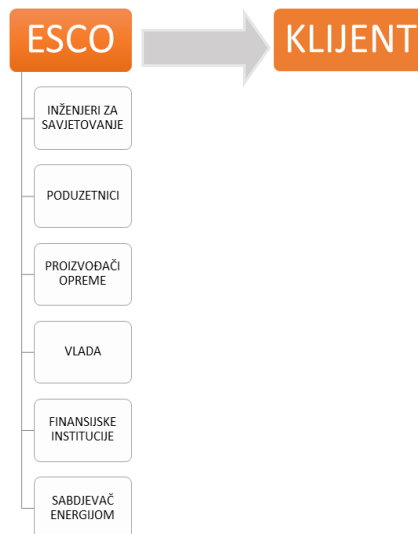 ESCO
KLIJENT
INŽENJERI ZA
SAVJETOVANJE
PODUZETNICI
PROIZVOĐAČI
OPREME
VLADA
FINANSIJSKE
INSTITUCIJE
SABDJEVAČ
ENERGIJOM